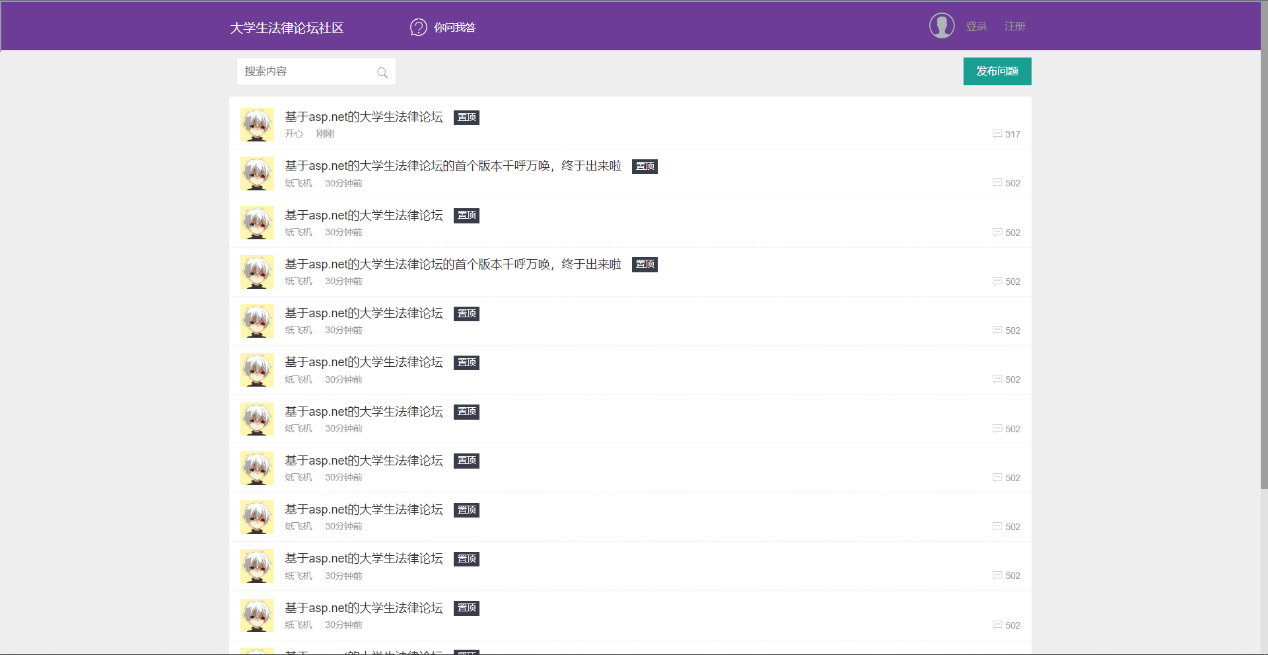 大学生法律论坛社区 你问我答 登录 注册
搜索内容 发布问题
基于asp.net的大学生法律论坛 置顶
开心 刚刚 317
基于asp.net的大学生法律论坛的首个版本千呼万唤，终于出来啦 置顶
纸飞机 30分钟前 502
基于asp.net的大学生法律论坛 置顶
纸飞机 30分钟前 502
基于asp.net的大学生法律论坛的首个版本千呼万唤，终于出来啦 置顶
纸飞机 30分钟前 502
基于asp.net的大学生法律论坛 置顶
纸飞机 30分钟前 502
基于asp.net的大学生法律论坛 置顶
纸飞机 30分钟前 502
基于asp.net的大学生法律论坛 置顶
纸飞机 30分钟前 502
基于asp.net的大学生法律论坛 置顶
纸飞机 30分钟前 502
基于asp.net的大学生法律论坛 置顶
纸飞机 30分钟前 502
基于asp.net的大学生法律论坛 置顶
纸飞机 30分钟前 502
基于asp.net的大学生法律论坛 置顶
纸飞机 30分钟前 502